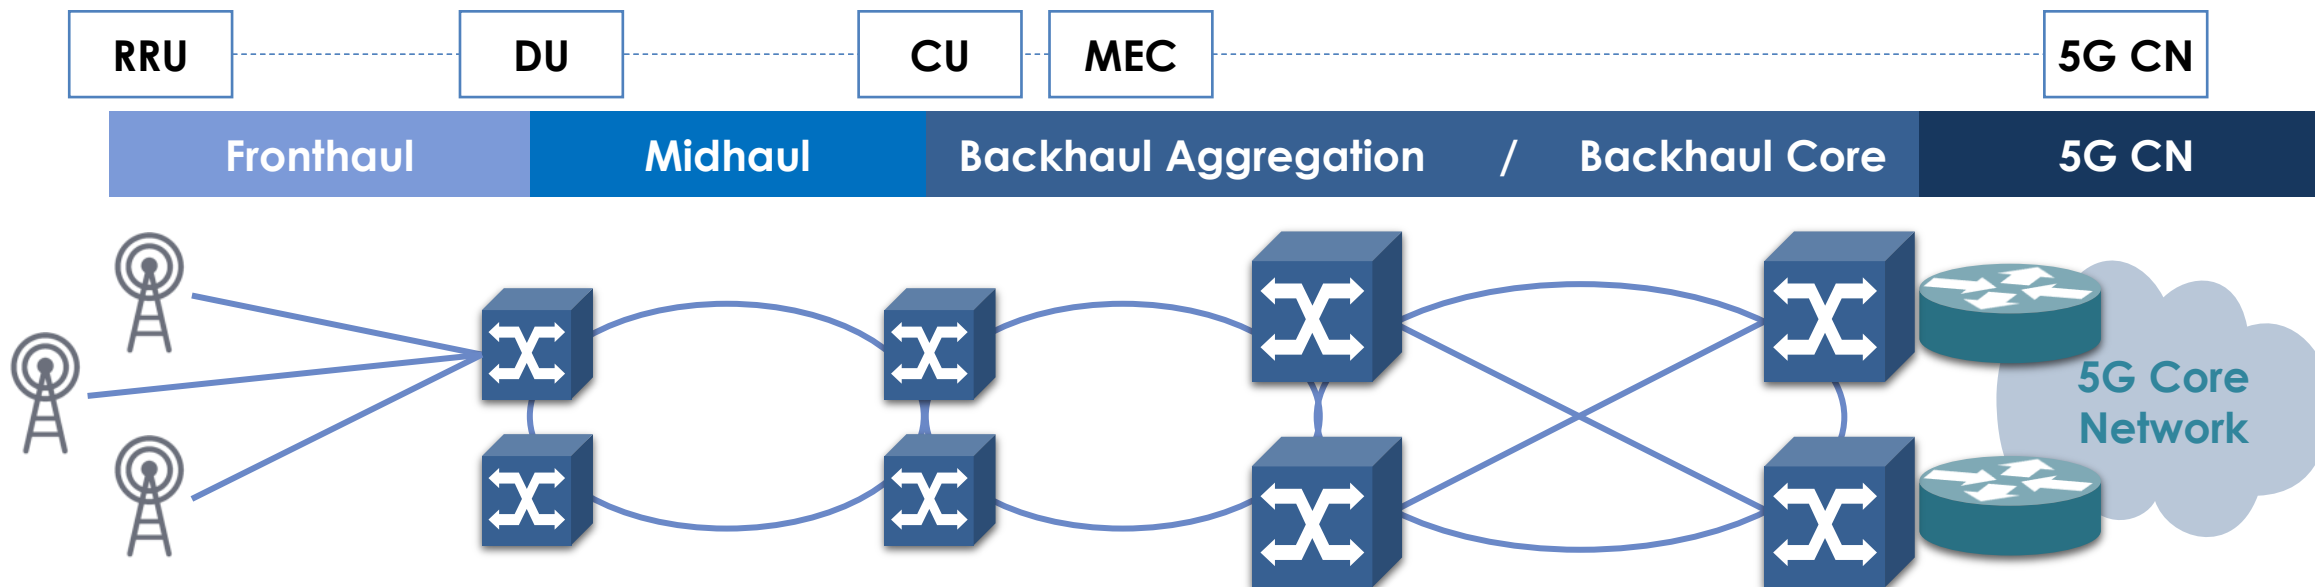 RRU DU CU MEC 5G CN
Fronthaul Midhaul Backhaul Aggregation / Backhaul Core 5G CN
5G Core
Network